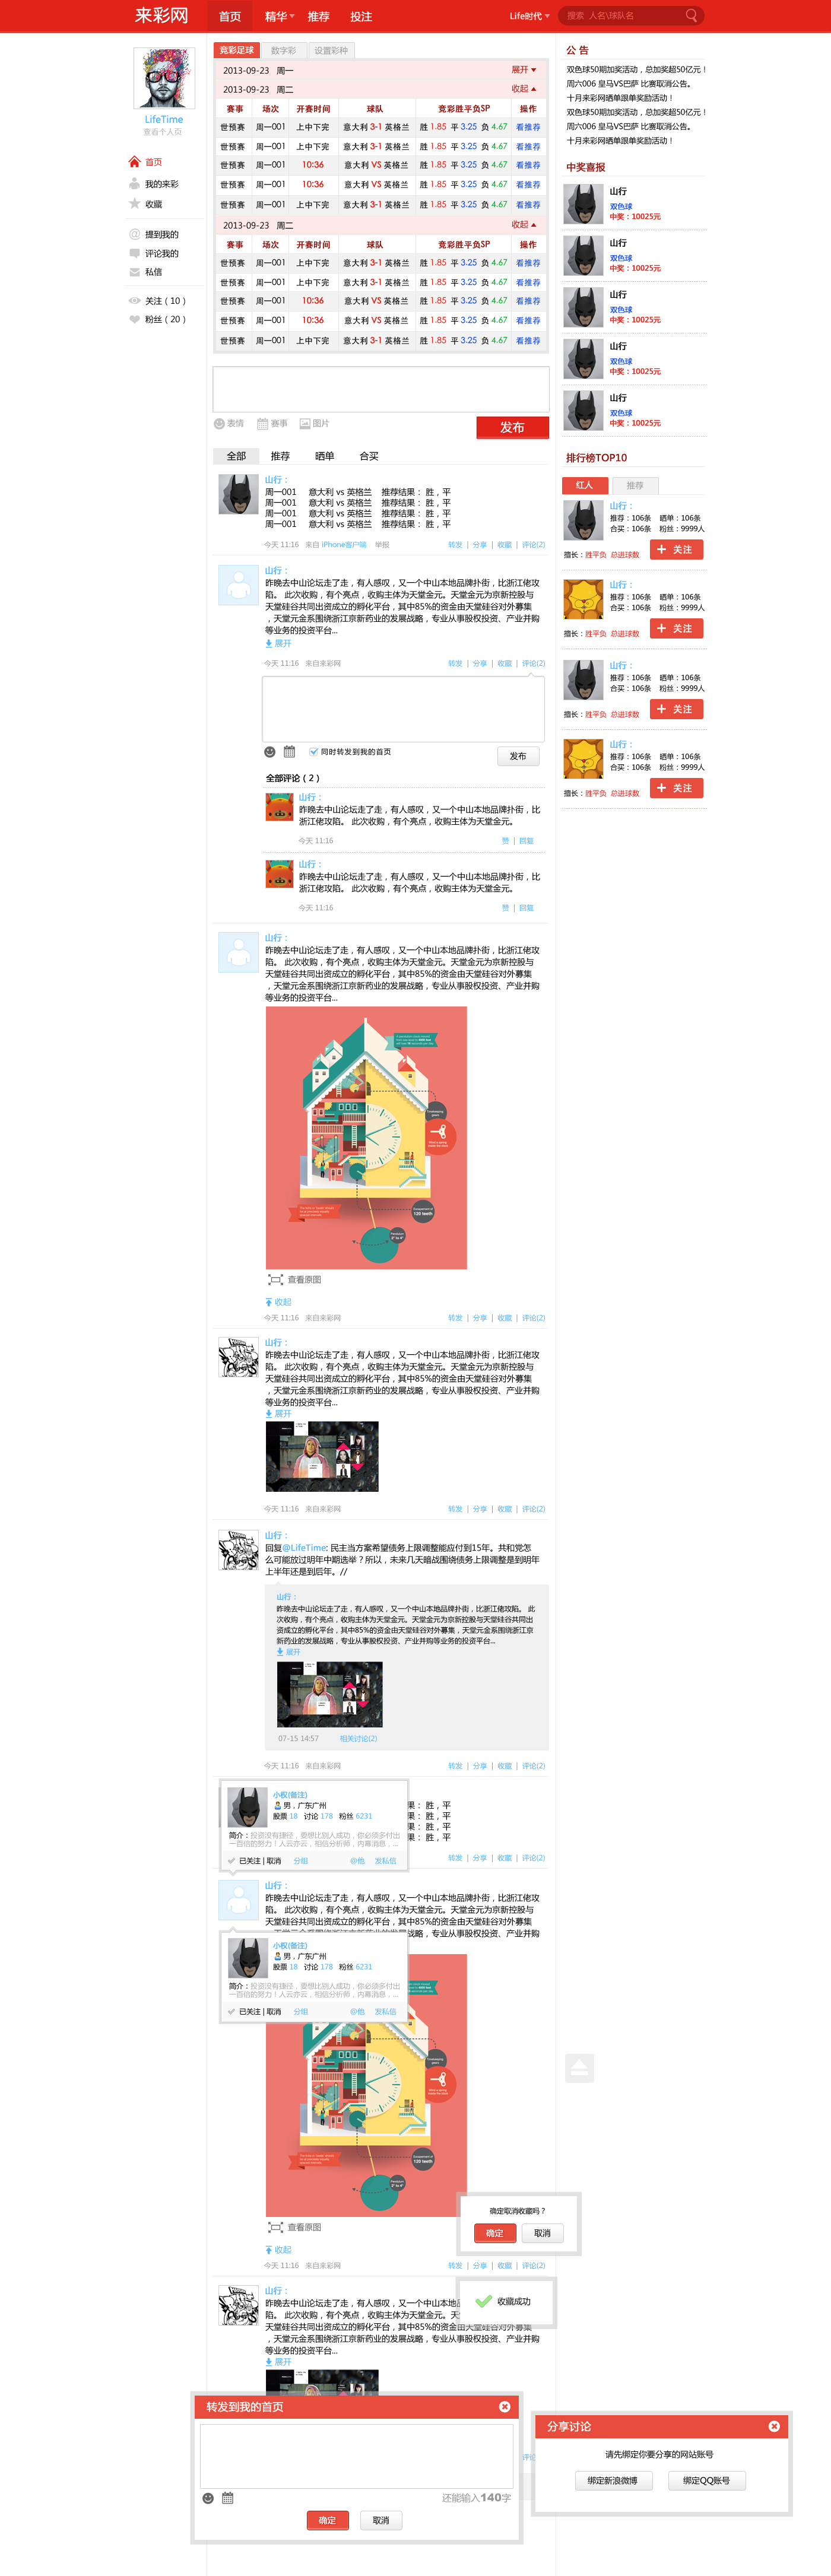 来彩网 首页 精华 推荐 投注 Life时代 搜索 人名\球队名
LifeTime
查看个人页
首页
我的来彩
收藏
@ 提到我的
评论我的
私信
关注（10）
粉丝（20）
竞彩足球 数字彩 设置彩种
2013-09-23 周一 展开
2013-09-23 周二 收起
赛事 场次 开赛时间 球队 竞彩胜平负SP 操作
世预赛 周一001 上中下完 意大利 3-1 英格兰 胜 1.85 平 3.25 负 4.67 看推荐
世预赛 周一001 上中下完 意大利 3-1 英格兰 胜 1.85 平 3.25 负 4.67 看推荐
世预赛 周一001 10:36 意大利 VS 英格兰 胜 1.85 平 3.25 负 4.67 看推荐
世预赛 周一001 10:36 意大利 VS 英格兰 胜 1.85 平 3.25 负 4.67 看推荐
世预赛 周一001 上中下完 意大利 3-1 英格兰 胜 1.85 平 3.25 负 4.67 看推荐
2013-09-23 周二 收起
赛事 场次 开赛时间 球队 竞彩胜平负SP 操作
世预赛 周一001 上中下完 意大利 3-1 英格兰 胜 1.85 平 3.25 负 4.67 看推荐
世预赛 周一001 上中下完 意大利 3-1 英格兰 胜 1.85 平 3.25 负 4.67 看推荐
世预赛 周一001 10:36 意大利 VS 英格兰 胜 1.85 平 3.25 负 4.67 看推荐
世预赛 周一001 10:36 意大利 VS 英格兰 胜 1.85 平 3.25 负 4.67 看推荐
世预赛 周一001 上中下完 意大利 3-1 英格兰 胜 1.85 平 3.25 负 4.67 看推荐
表情 赛事 图片 发布
全部 推荐 晒单 合买
山行：
周一001 意大利 vs 英格兰 推荐结果： 胜，平
周一001 意大利 vs 英格兰 推荐结果： 胜，平
周一001 意大利 vs 英格兰 推荐结果： 胜，平
周一001 意大利 vs 英格兰 推荐结果： 胜，平
今天 11:16 来自 iPhone客户端 举报 转发 | 分享 | 收藏 | 评论(2)
山行：
昨晚去中山论坛走了走，有人感叹，又一个中山本地品牌扑街，比浙江佬攻
陷。 此次收购，有个亮点，收购主体为天堂金元。天堂金元为京新控股与
天堂硅谷共同出资成立的孵化平台，其中85%的资金由天堂硅谷对外募集
，天堂元金系围绕浙江京新药业的发展战略，专业从事股权投资、产业并购
等业务的投资平台...
展开
今天 11:16 来自来彩网 转发 | 分享 | 收藏 | 评论(2)
同时转发到我的首页 发布
全部评论（2）
山行：
昨晚去中山论坛走了走，有人感叹，又一个中山本地品牌扑街，比
浙江佬攻陷。 此次收购，有个亮点，收购主体为天堂金元。
今天 11:16 赞 | 回复
山行：
昨晚去中山论坛走了走，有人感叹，又一个中山本地品牌扑街，比
浙江佬攻陷。 此次收购，有个亮点，收购主体为天堂金元。
今天 11:16 赞 | 回复
山行：
昨晚去中山论坛走了走，有人感叹，又一个中山本地品牌扑街，比浙江佬攻
陷。 此次收购，有个亮点，收购主体为天堂金元。天堂金元为京新控股与
天堂硅谷共同出资成立的孵化平台，其中85%的资金由天堂硅谷对外募集
，天堂元金系围绕浙江京新药业的发展战略，专业从事股权投资、产业并购
等业务的投资平台...
120 teeth
查看原图
收起
今天 11:16 来自来彩网 转发 | 分享 | 收藏 | 评论(2)
山行：
昨晚去中山论坛走了走，有人感叹，又一个中山本地品牌扑街，比浙江佬攻
陷。 此次收购，有个亮点，收购主体为天堂金元。天堂金元为京新控股与
天堂硅谷共同出资成立的孵化平台，其中85%的资金由天堂硅谷对外募集
，天堂元金系围绕浙江京新药业的发展战略，专业从事股权投资、产业并购
等业务的投资平台...
展开
今天 11:16 来自来彩网 转发 | 分享 | 收藏 | 评论(2)
山行：
回复@LifeTime: 民主当方案希望债务上限调整能应付到15年。共和党怎
么可能放过明年中期选举？所以，未来几天暗战围绕债务上限调整是到明年
上半年还是到后年。//
山行：
昨晚去中山论坛走了走，有人感叹，又一个中山本地品牌扑街，比浙江佬攻陷。 此
次收购，有个亮点，收购主体为天堂金元。天堂金元为京新控股与天堂硅谷共同出
资成立的孵化平台，其中85%的资金由天堂硅谷对外募集，天堂元金系围绕浙江京
新药业的发展战略，专业从事股权投资、产业并购等业务的投资平台...
展开
07-15 14:57 相关讨论(2)
今天 11:16 来自来彩网 转发 | 分享 | 收藏 | 评论(2)
小权(备注)
男，广东广州
股票 18 讨论 178 粉丝 6231
简介：投资没有捷径，要想比别人成功，你必须多付出
一百倍的努力！人云亦云，相信分析师，内幕消息，...
已关注 | 取消 分组 @他 发私信
果： 胜，平
果： 胜，平
果： 胜，平
果： 胜，平
转发 | 分享 | 收藏 | 评论(2)
山行：
昨晚去中山论坛走了走，有人感叹，又一个中山本地品牌扑街，比浙江佬攻
陷。 此次收购，有个亮点，收购主体为天堂金元。天堂金元为京新控股与
天堂硅谷共同出资成立的孵化平台，其中85%的资金由天堂硅谷对外募集
，天堂元金系围绕浙江京新药业的发展战略，专业从事股权投资、产业并购
小权(备注)
男，广东广州
股票 18 讨论 178 粉丝 6231
简介：投资没有捷径，要想比别人成功，你必须多付出
一百倍的努力！人云亦云，相信分析师，内幕消息，...
已关注 | 取消 分组 @他 发私信
120 teeth
查看原图
收起
今天 11:16 来自来彩网 转发 | 分享 | 收藏 | 评论(2)
确定取消收藏吗？
确定 取消
收藏成功
山行：
昨晚去中山论坛走了走，有人感叹，又一个中山本地品
陷。 此次收购，有个亮点，收购主体为天堂金元。天
天堂硅谷共同出资成立的孵化平台，其中85%的资金由天堂硅谷对外募集
，天堂元金系围绕浙江京新药业的发展战略，专业从事股权投资、产业并购
等业务的投资平台...
展开
转发到我的首页
还能输入140字
确定 取消
评论
分享讨论
请先绑定你要分享的网站账号
绑定新浪微博 绑定QQ账号
公 告
双色球50期加奖活动，总加奖超50亿元！
周六006 皇马VS巴萨 比赛取消公告。
十月来彩网晒单跟单奖励活动！
双色球50期加奖活动，总加奖超50亿元！
周六006 皇马VS巴萨 比赛取消公告。
十月来彩网晒单跟单奖励活动！
中奖喜报
山行
双色球
中奖：10025元
山行
双色球
中奖：10025元
山行
双色球
中奖：10025元
山行
双色球
中奖：10025元
山行
双色球
中奖：10025元
排行榜TOP10
红人 推荐
山行：
推荐：106条 晒单：106条
合买：106条 粉丝：9999人
擅长：胜平负 总进球数 + 关注
山行：
推荐：106条 晒单：106条
合买：106条 粉丝：9999人
擅长：胜平负 总进球数 + 关注
山行：
推荐：106条 晒单：106条
合买：106条 粉丝：9999人
擅长：胜平负 总进球数 + 关注
山行：
推荐：106条 晒单：106条
合买：106条 粉丝：9999人
擅长：胜平负 总进球数 + 关注